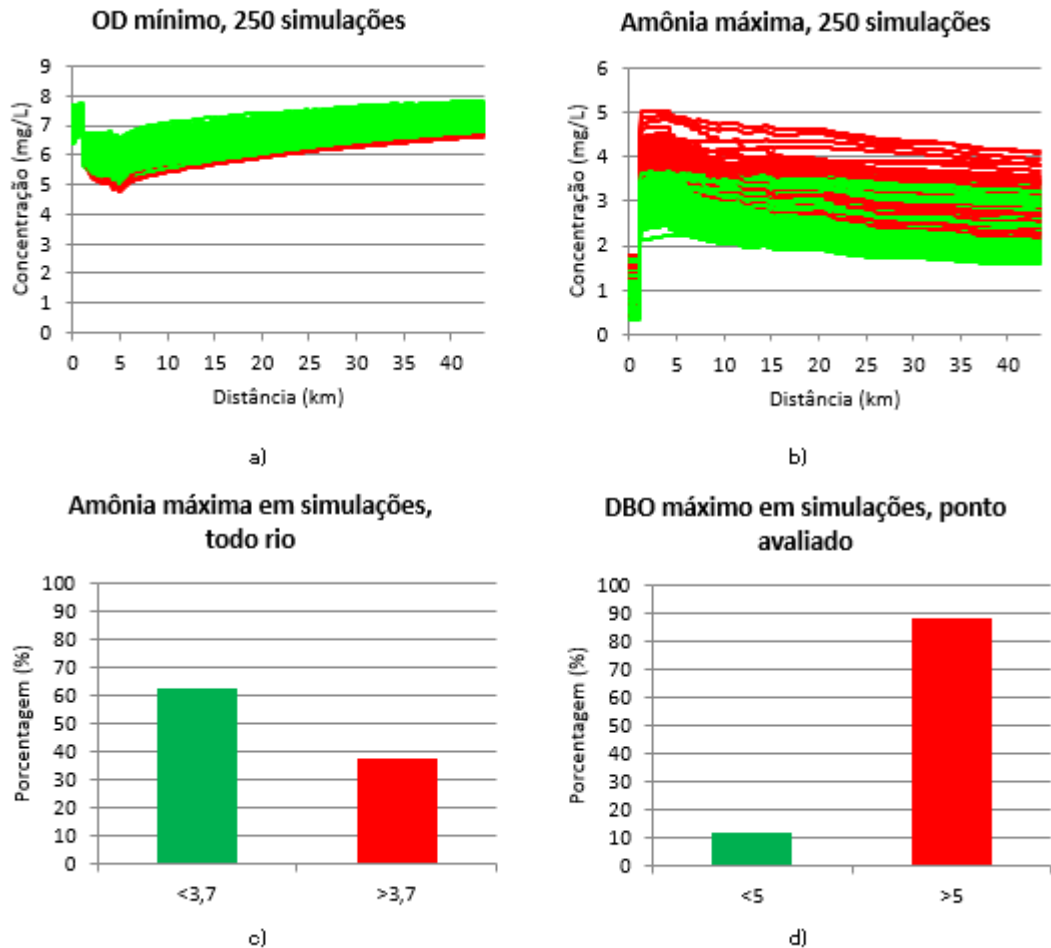 OD mínimo, 250 simulações
Concentração (mg/L)
9
8
7
6
5
4
3
2
1
0
0 5 10 15 20 25 30 35 40
Distância (km)
a)
Amônia máxima, 250 simulações
Concentração (mg/L)
6
5
4
3
2
1
0
0 5 10 15 20 25 30 35 40
Distância (km)
b)
Amônia máxima em simulações,
todo rio
Porcentagem (%)
100
90
80
70
60
50
40
30
20
10
0
<3,7 >3,7
c)
DBO máximo em simulações, ponto
avaliado
Porcentagem (%)
100
90
80
70
60
50
40
30
20
10
0
<5 >5
d)